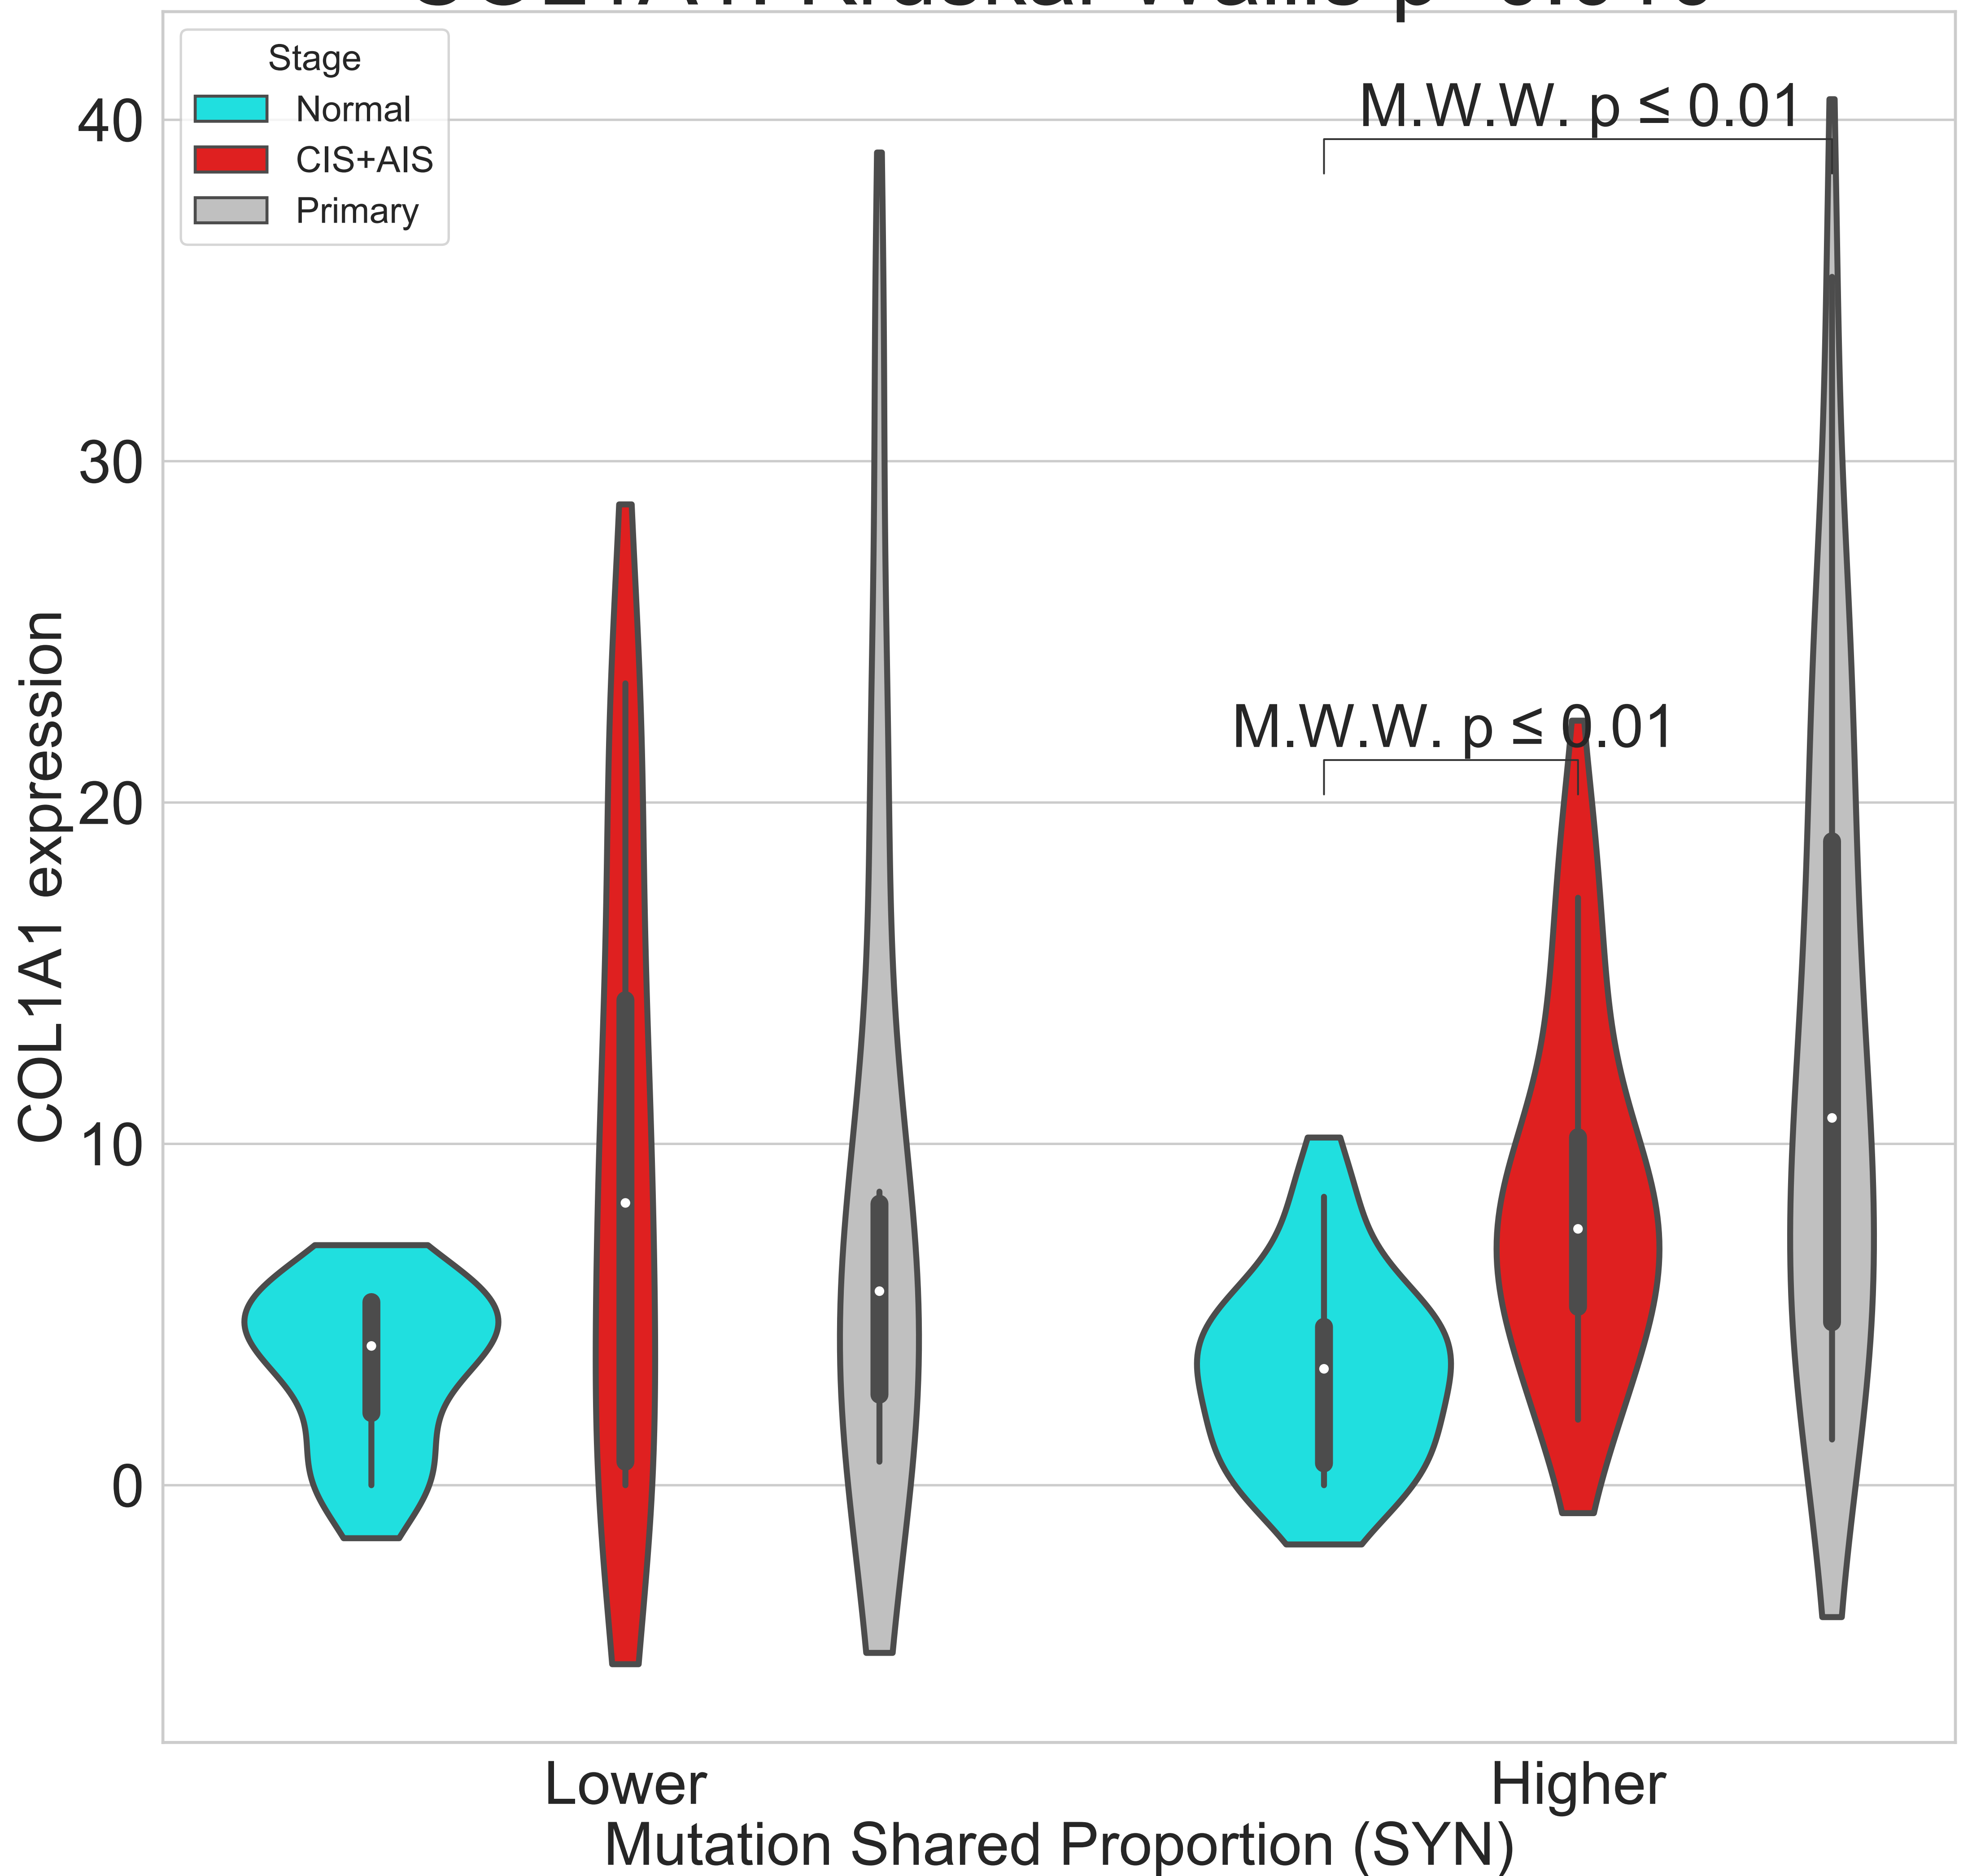 Stage
Normal
CIS+AIS
Primary
M.W.W. p ≤ 0.01
M.W.W. p ≤ 0.01
40
30
20
10
0
COL1A1 expression
Lower
Higher
Mutation Shared Proportion (SYN)